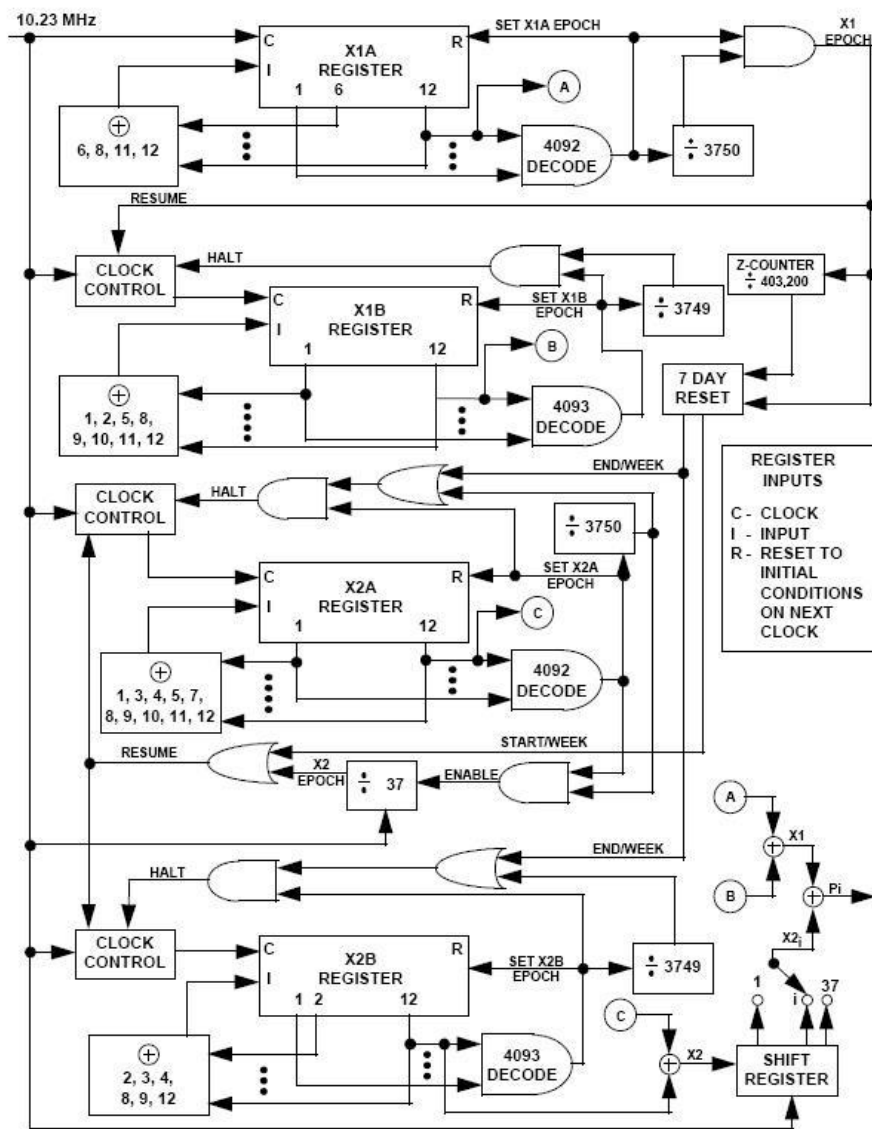 10.23 MHz
C
R
SET X1A EPOCH
X1
EPOCH
X1A
REGISTER
I
1
6
12
A
⊕
6, 8, 11, 12
4092
DECODE
÷ 3750
RESUME
CLOCK
CONTROL
HALT
Z-COUNTER
÷ 403,200
C
R
SET X1B
EPOCH
÷ 3749
X1B
REGISTER
I
1
12
B
⊕
1, 2, 5, 8,
9, 10, 11, 12
4093
DECODE
7 DAY
RESET
END/WEEK
REGISTER
INPUTS
C - CLOCK
I - INPUT
R - RESET TO
INITIAL
CONDITIONS
ON NEXT
CLOCK
CLOCK
CONTROL
HALT
÷ 3750
C
R
SET X2A
EPOCH
X2A
REGISTER
I
1
12
C
⊕
1, 3, 4, 5, 7,
8, 9, 10, 11, 12
4092
DECODE
START/WEEK
RESUME
X2
EPOCH
÷ 37
ENABLE
A
X1
B
Pi
END/WEEK
HALT
CLOCK
CONTROL
C
R
SET X2B
EPOCH
÷ 3749
X2B
REGISTER
I
1 2
12
X2i
1
i
37
C
⊕
2, 3, 4,
8, 9, 12
4093
DECODE
X2
SHIFT
REGISTER